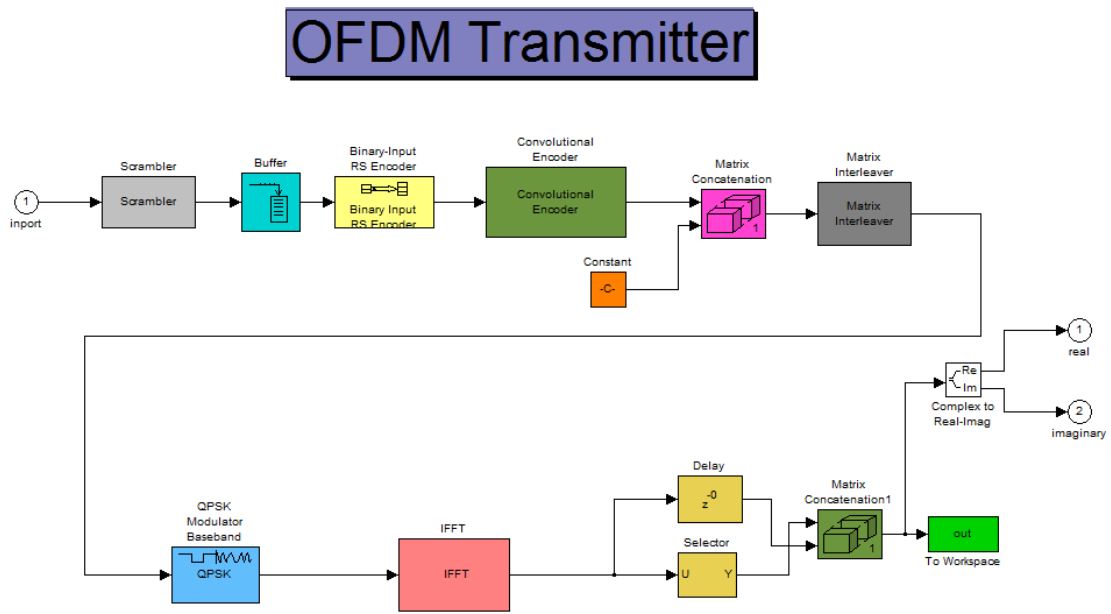 OFDM Transmitter
Scrambler
Scrambler
Buffer
Binary-Input
RS Encoder
Binary Input
RS Encoder
Convolutional
Encoder
Convolutional
Encoder
Matrix
Concatenation
1
Matrix
Interleaver
Matrix
Interleaver
1
inport
Constant
-C-
1
real
Re
Im
Complex to
Real-Imag
2
imaginary
QPSK
Modulator
Baseband
QPSK
IFFT
IFFT
Delay
z-0
Selector
U Y
Matrix
Concatenation1
1
out
To Workspace